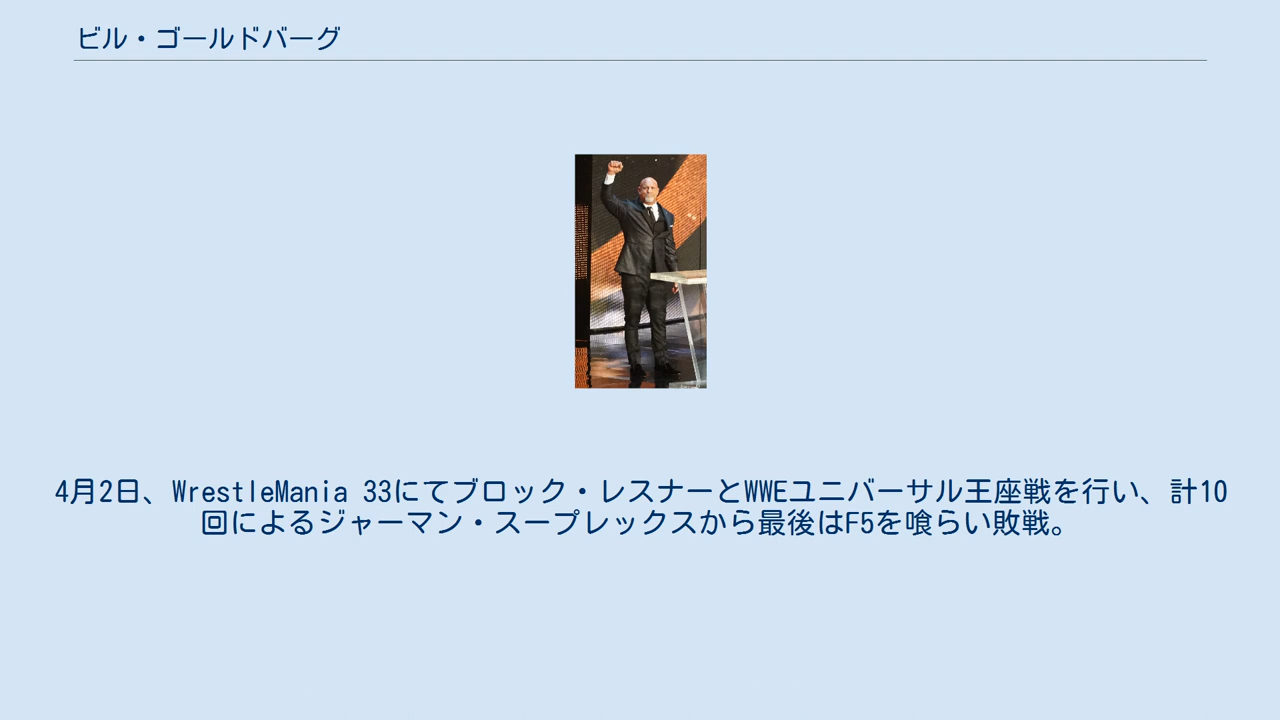 ビル・ゴールドバーグ
4月2日、WrestleMania 33にてブロック・レスナーとWWEユニバーサル王座戦を行い、計10
回によるジャーマン・スープレックスから最後はF5を喰らい敗戦。